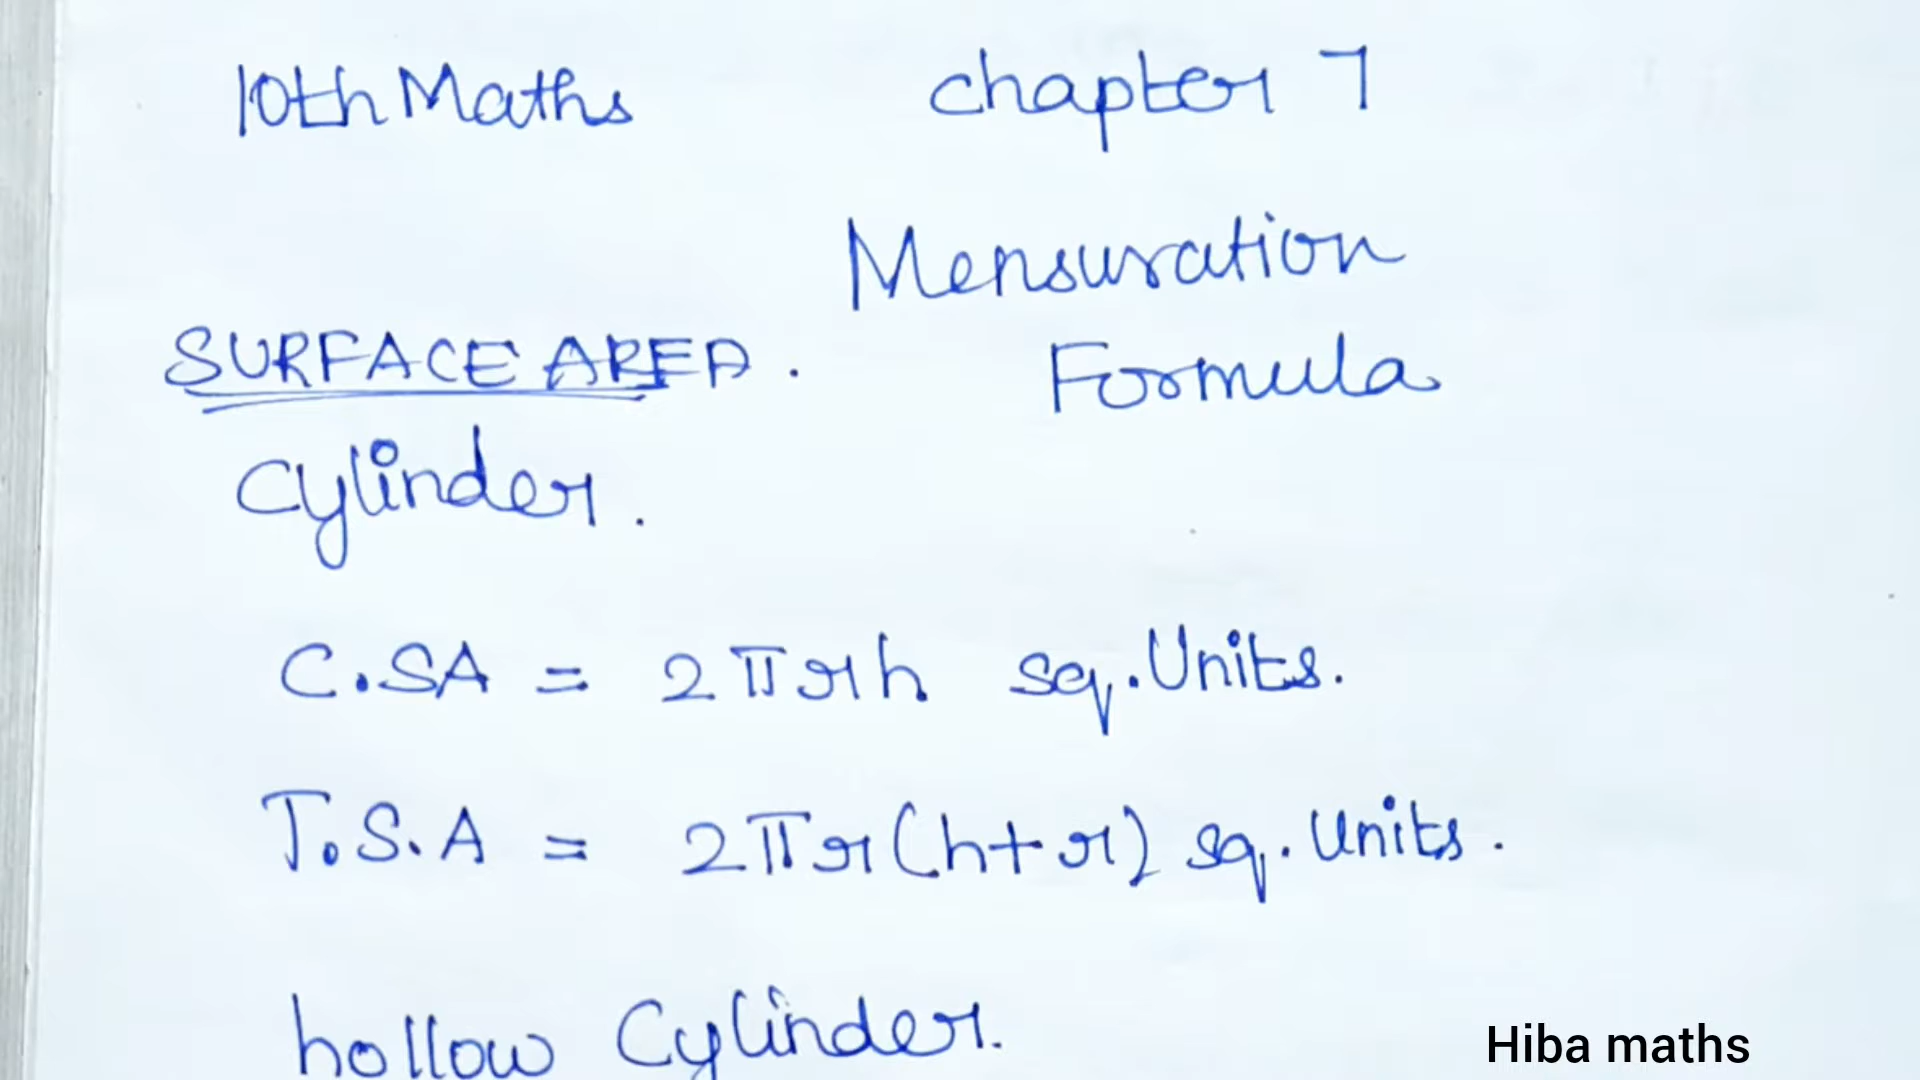 10th Maths chapter 7
Mensuration
SURFACE AREA. Formula
Cylinder.
C.SA = 2πrh sq.Units.
T.S.A = 2πr(h+r) sq.Units.
hollow Cylinder.
Hiba maths